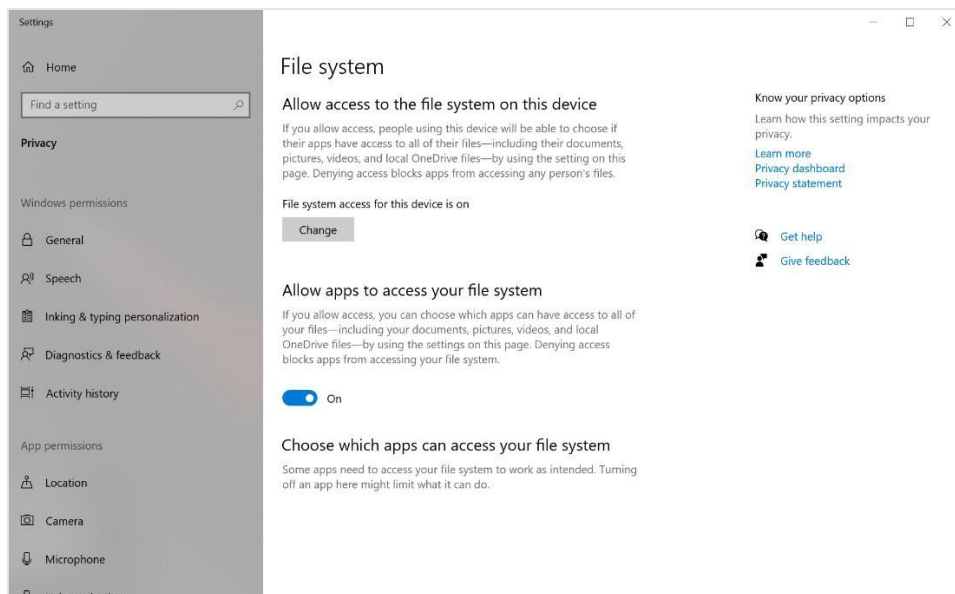 Settings
Home
Find a setting
Privacy
Windows permissions
General
Speech
Inking & typing personalization
Diagnostics & feedback
Activity history
App permissions
Location
Camera
Microphone
File system
Allow access to the file system on this device
If you allow access, people using this device will be able to choose if
their apps have access to all of their files—including their documents,
pictures, videos, and local OneDrive files—by using the setting on this
page. Denying access blocks apps from accessing any person's files.
File system access for this device is on
Change
Allow apps to access your file system
If you allow access, you can choose which apps can have access to all of
your files—including your documents, pictures, videos, and local
OneDrive files—by using the settings on this page. Denying access
blocks apps from accessing your file system.
On
Choose which apps can access your file system
Some apps need to access your file system to work as intended. Turning
off an app here might limit what it can do.
Know your privacy options
Learn how this setting impacts your
privacy.
Learn more
Privacy dashboard
Privacy statement
Get help
Give feedback